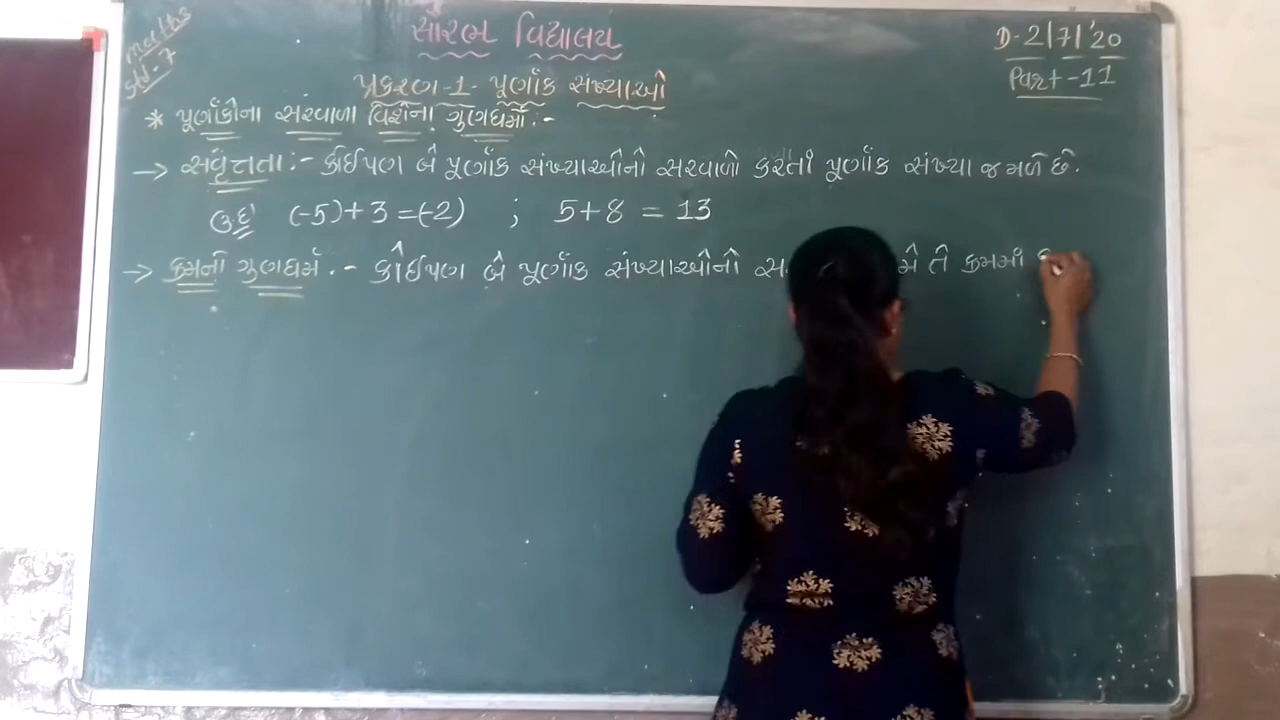 maths
std - 7
સૌરભ વિદ્યાલય
D-2/7/'20
Part-11
પ્રકરણ-1- પૂર્ણાંક સંખ્યાઓ
* પૂર્ણાંકોના સરવાળા વિશેના ગુણધર્મો :-
→ સંવૃત્તતા :- કોઈપણ બે પૂર્ણાંક સંખ્યાઓનો સરવાળો કરતાં પૂર્ણાંક સંખ્યા જ મળે છે.
ઉ.દા (-5)+3=(-2) ; 5+8 = 13
→ ક્રમનો ગુણધર્મ :- કોઈપણ બે પૂર્ણાંક સંખ્યાઓનો તે ક્રમમાં